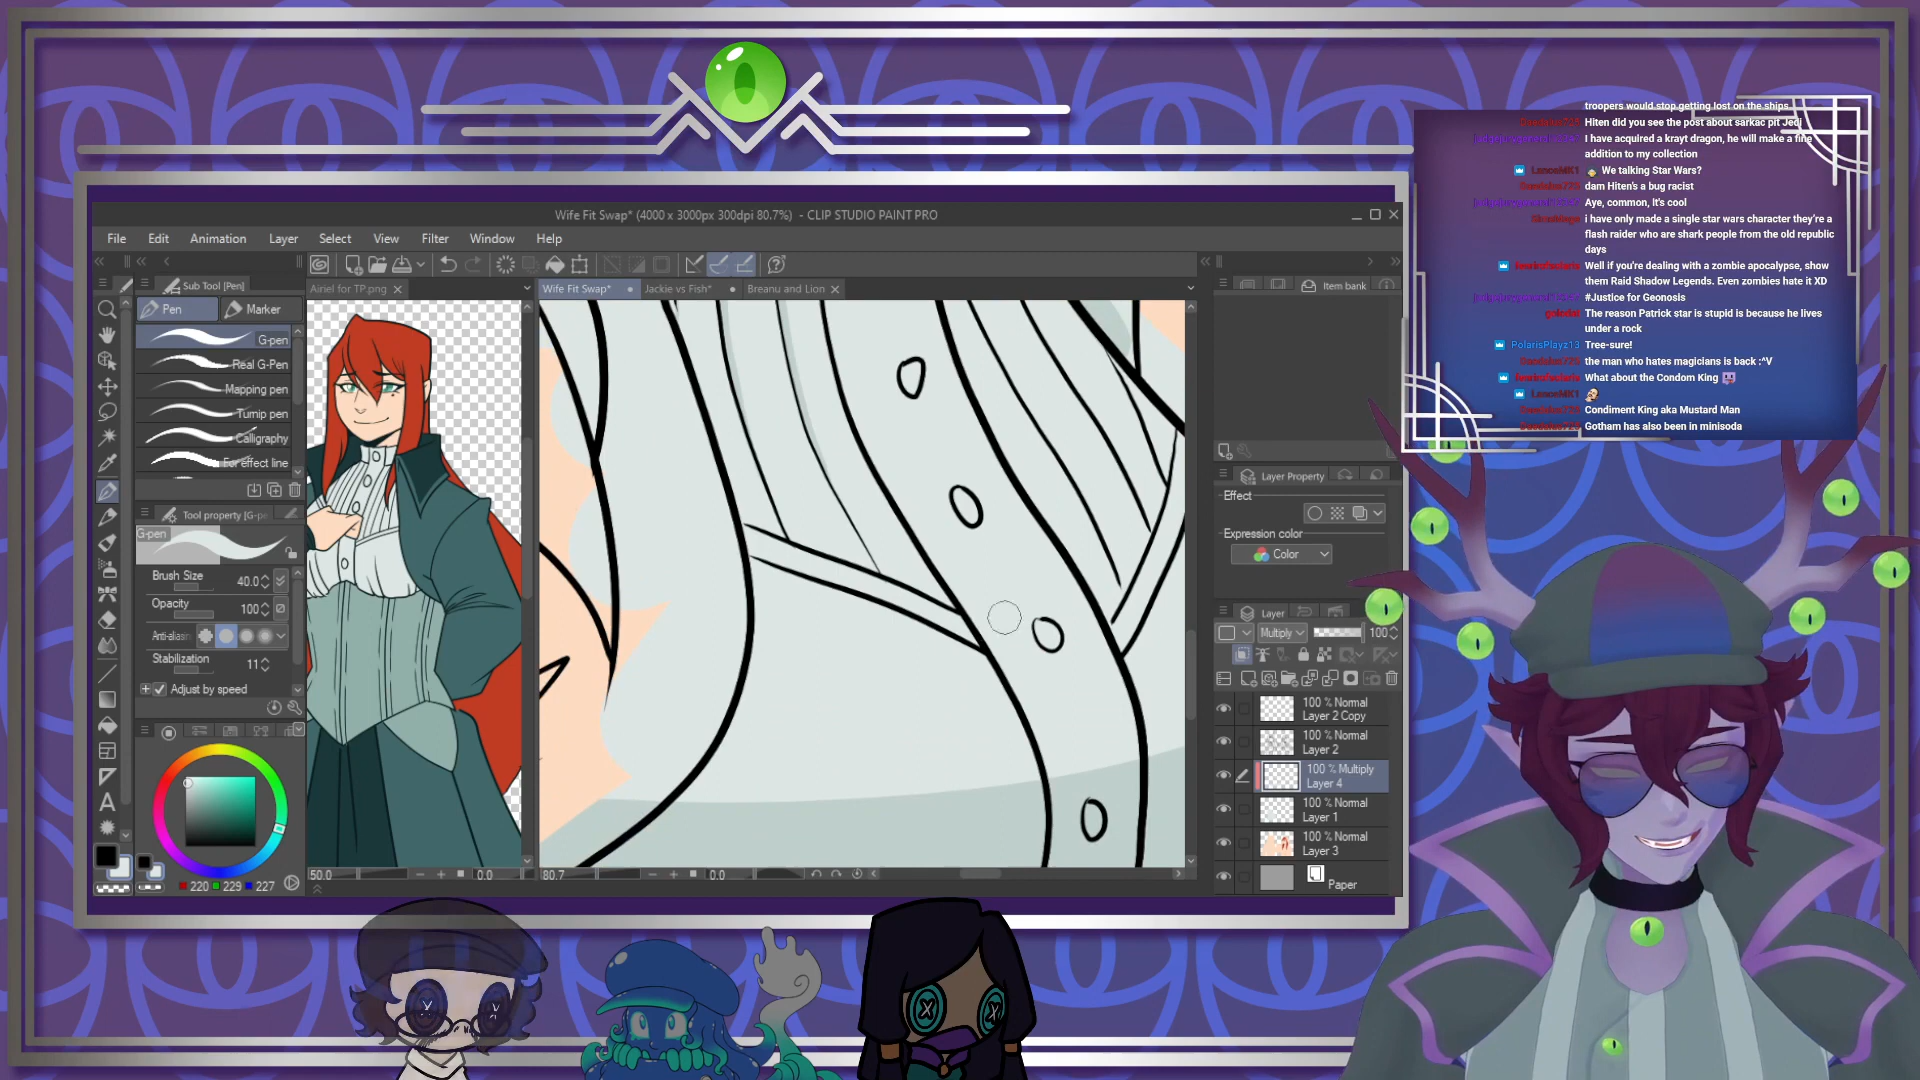 Wife Fit Swap* (4000 x 3000px 300dpi 80.7%) - CLIP STUDIO PAINT PRO
File Edit Animation Layer Select View Filter Window Help
Sub Tool [Pen]
Pen
Marker
G-pen
Real G-Pen
Mapping pen
Turnip pen
Calligraphy
For effect line
Tool property [G-pe
G-pen
Brush Size 40.0
Opacity 100
Anti-aliasin
Stabilization 11
Adjust by speed
220 229 227
Airiel for TP.png
50.0 0.0
Wife Fit Swap*
Jackie vs Fish*
Breanu and Lion
80.7 0.0
Item bank
Layer Property
Effect
Expression color
Color
Layer
Multiply 100
100 % Normal
Layer 2 Copy
100 % Normal
Layer 2
100 % Multiply
Layer 4
100 % Normal
Layer 1
100 % Normal
Layer 3
Paper
troopers would stop getting lost on the ships
Hiten did you see the post about sarkac pit Jedi
I have acquired a krayt dragon, he will make a fine
addition to my collection
LanceMK1 We talking Star Wars?
dam Hiten's a bug racist
Aye, common, It's cool
i have only made a single star wars character they're a
flash raider who are shark people from the old republic
days
Well if you're dealing with a zombie apocalypse, show
them Raid Shadow Legends. Even zombies hate it XD
#Justice for Geonosis
The reason Patrick star is stupid is because he lives
under a rock
PolarisPlayz13 Tree-sure!
the man who hates magicians is back :^V
What about the Condom King
LanceMK1
Condiment King aka Mustard Man
Gotham has also been in minisoda